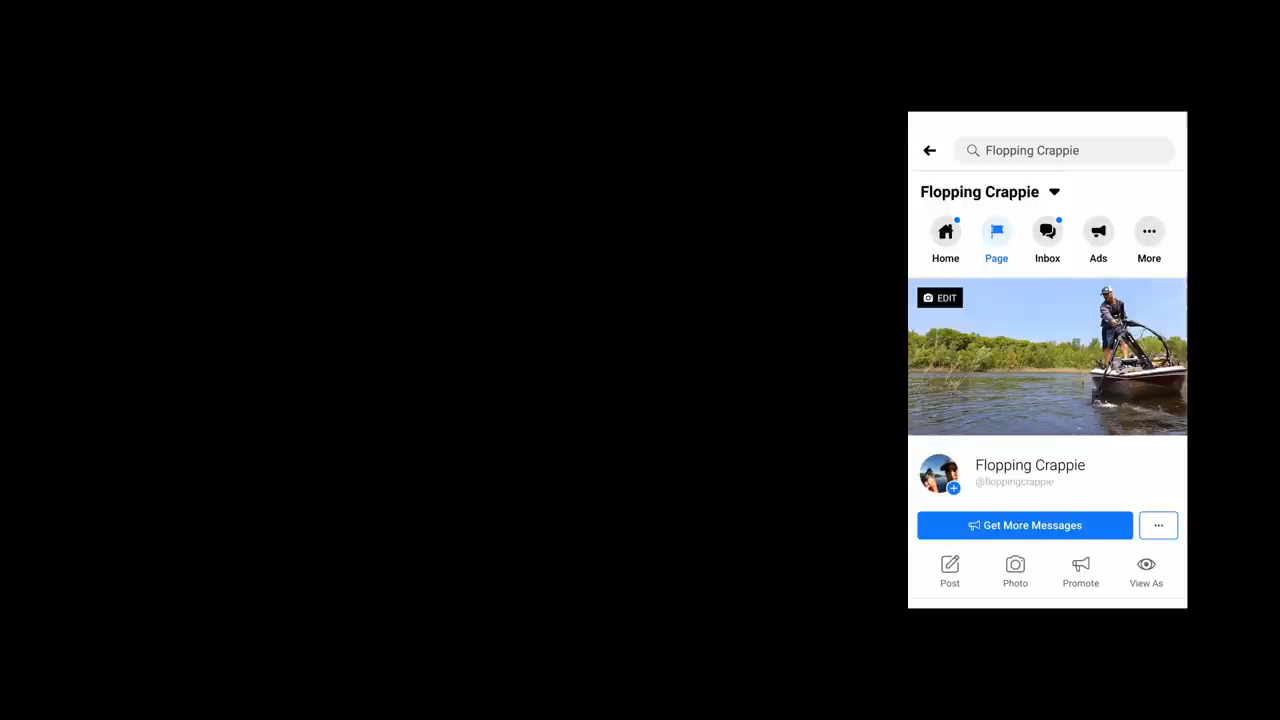 Flopping Crappie
Flopping Crappie
Home Page Inbox Ads More
EDIT
Flopping Crappie
@floppingcrappie
Get More Messages
Post Photo Promote View As